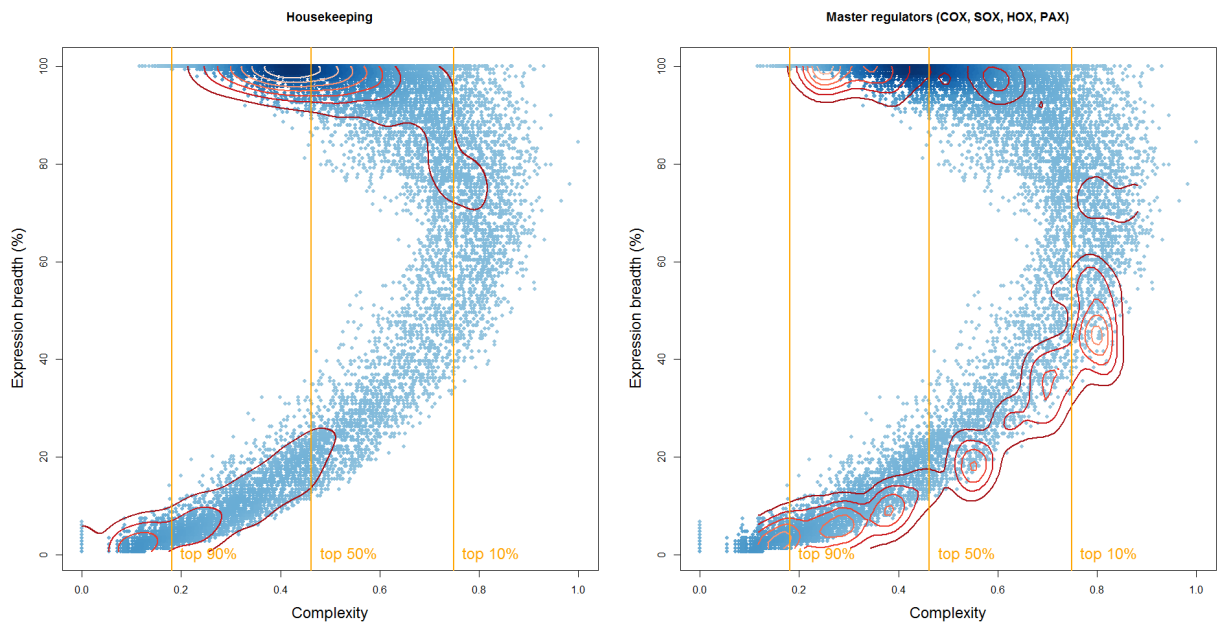 Housekeeping
Expression breadth (%)
100
80
60
40
20
0
top 90%
top 50%
top 10%
0.0
0.2
0.4
0.6
0.8
1.0
Complexity
Master regulators (COX, SOX, HOX, PAX)
Expression breadth (%)
100
80
60
40
20
0
top 90%
top 50%
top 10%
0.0
0.2
0.4
0.6
0.8
1.0
Complexity